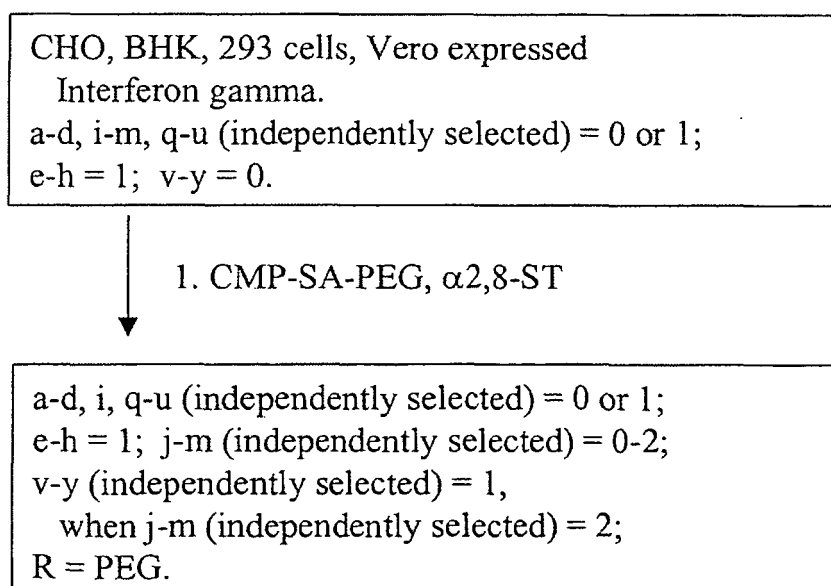 CHO, BHK, 293 cells, Vero expressed
Interferon gamma.
a-d, i-m, q-u (independently selected) = 0 or 1;
e-h = 1; v-y = 0.
1. CMP-SA-PEG, α2,8-ST
a-d, i, q-u (independently selected) = 0 or 1;
e-h = 1; j-m (independently selected) = 0-2;
v-y (independently selected) = 1,
when j-m (independently selected) = 2;
R = PEG.